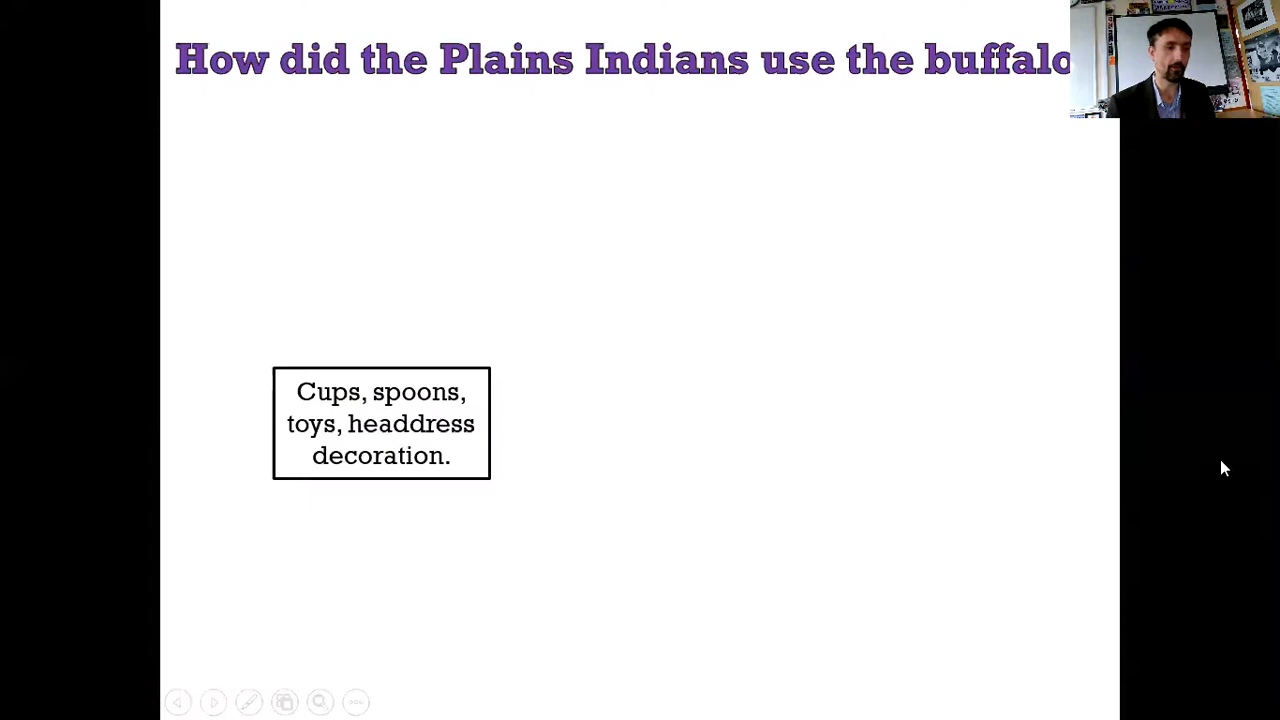 How did the Plains Indians use the buffalo
Cups, spoons,
toys, headdress
decoration.